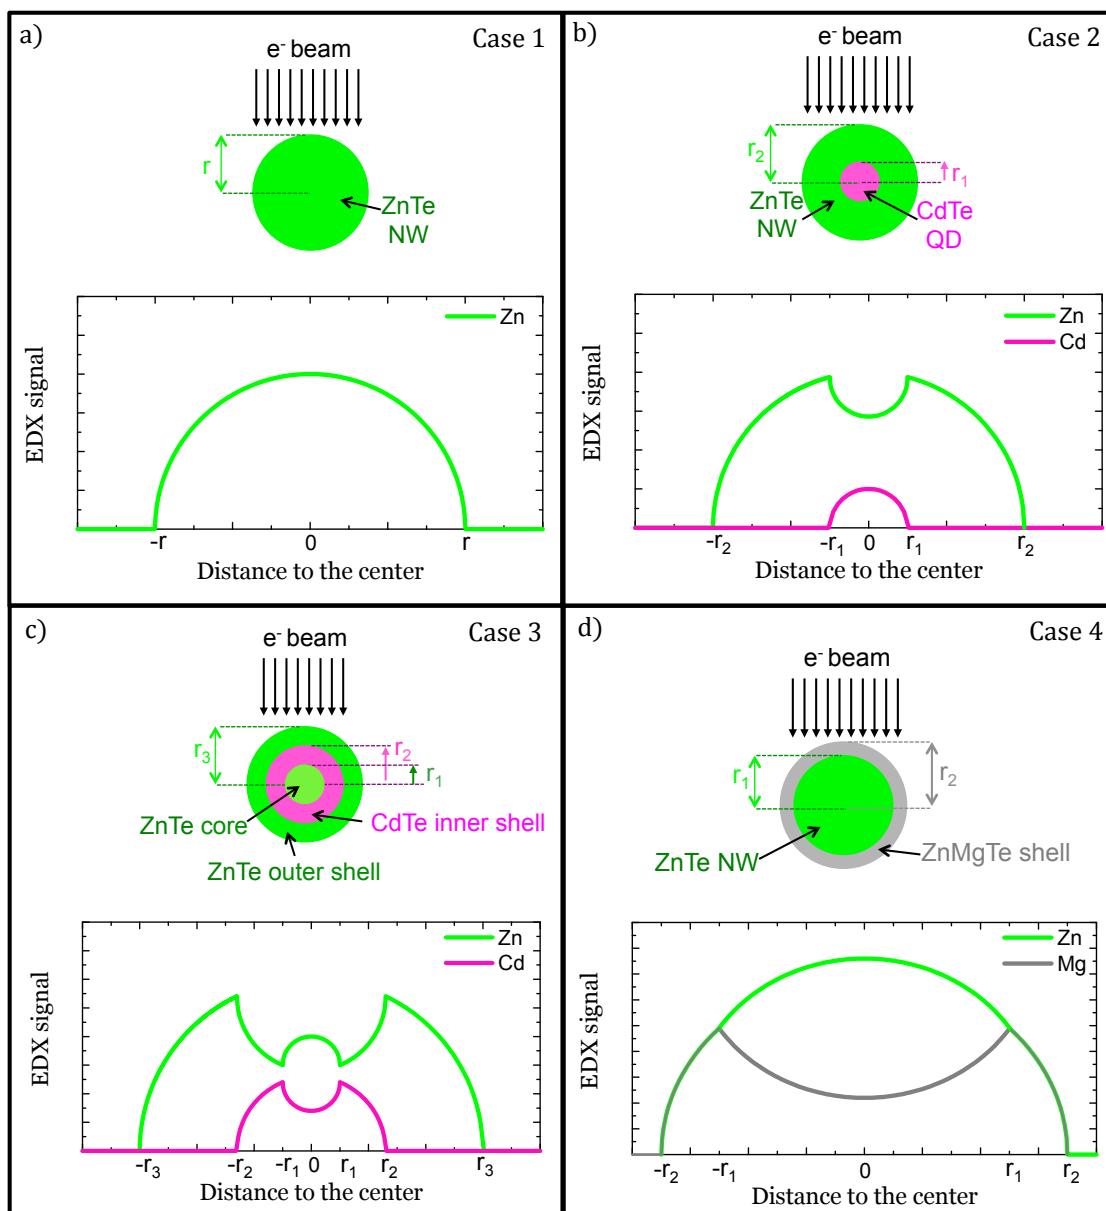 a)
Case 1
e- beam
r
ZnTe
NW
Zn
EDX signal
-r
0
r
Distance to the center
b)
Case 2
e- beam
r2
r1
ZnTe
NW
CdTe
QD
Zn
Cd
EDX signal
-r2
-r1
0
r1
r2
Distance to the center
c)
Case 3
e- beam
r3
r2
r1
ZnTe core
CdTe inner shell
ZnTe outer shell
Zn
Cd
EDX signal
-r3
-r2
-r1
0
r1
r2
r3
Distance to the center
d)
Case 4
e- beam
r1
r2
ZnTe NW
ZnMgTe shell
Zn
Mg
EDX signal
-r2
-r1
0
r1
r2
Distance to the center